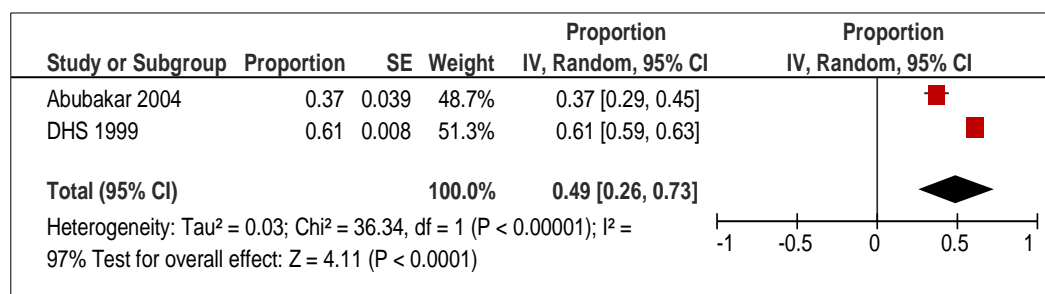 Proportion Proportion
Study or Subgroup Proportion SE Weight IV, Random, 95% CI IV, Random, 95% CI
Abubakar 2004 0.37 0.039 48.7% 0.37 [0.29, 0.45]
DHS 1999 0.61 0.008 51.3% 0.61 [0.59, 0.63]
Total (95% CI) 100.0% 0.49 [0.26, 0.73]
Heterogeneity: Tau² = 0.03; Chi² = 36.34, df = 1 (P < 0.00001); I² =
97% Test for overall effect: Z = 4.11 (P < 0.0001)
-1 -0.5 0 0.5 1